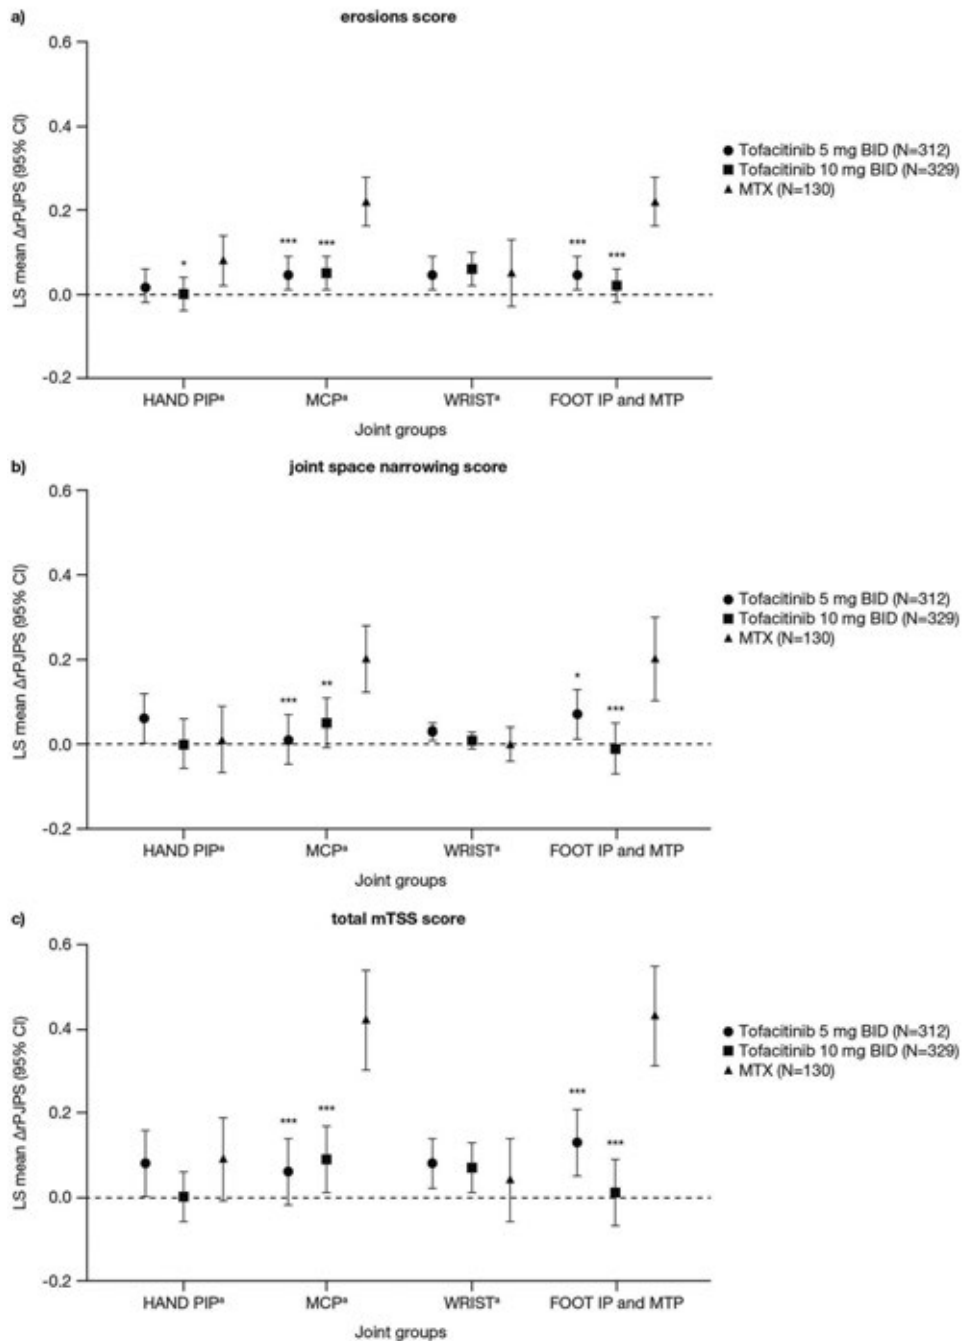 a)
erosions score
LS mean ΔrPJPS (95% CI)
0.6
0.4
0.2
0.0
-0.2
*
***
***
***
***
HAND PIPᵃ
MCPᵃ
WRISTᵃ
FOOT IP and MTP
Joint groups
Tofacitinib 5 mg BID (N=312)
Tofacitinib 10 mg BID (N=329)
MTX (N=130)
b)
joint space narrowing score
LS mean ΔrPJPS (95% CI)
0.6
0.4
0.2
0.0
-0.2
***
**
*
***
HAND PIPᵃ
MCPᵃ
WRISTᵃ
FOOT IP and MTP
Joint groups
Tofacitinib 5 mg BID (N=312)
Tofacitinib 10 mg BID (N=329)
MTX (N=130)
c)
total mTSS score
LS mean ΔrPJPS (95% CI)
0.6
0.4
0.2
0.0
-0.2
***
***
***
***
HAND PIPᵃ
MCPᵃ
WRISTᵃ
FOOT IP and MTP
Joint groups
Tofacitinib 5 mg BID (N=312)
Tofacitinib 10 mg BID (N=329)
MTX (N=130)